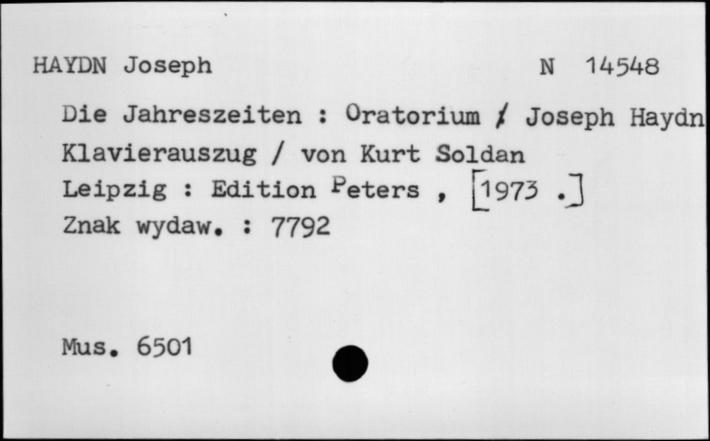 HAYDN Joseph N 14548
Die Jahreszeiten : Oratorium / Joseph Haydn
Klavierauszug / von Kurt Soldan
Leipzig : Edition Peters , [1973 .]
Znak wydaw. : 7792
Mus. 6501